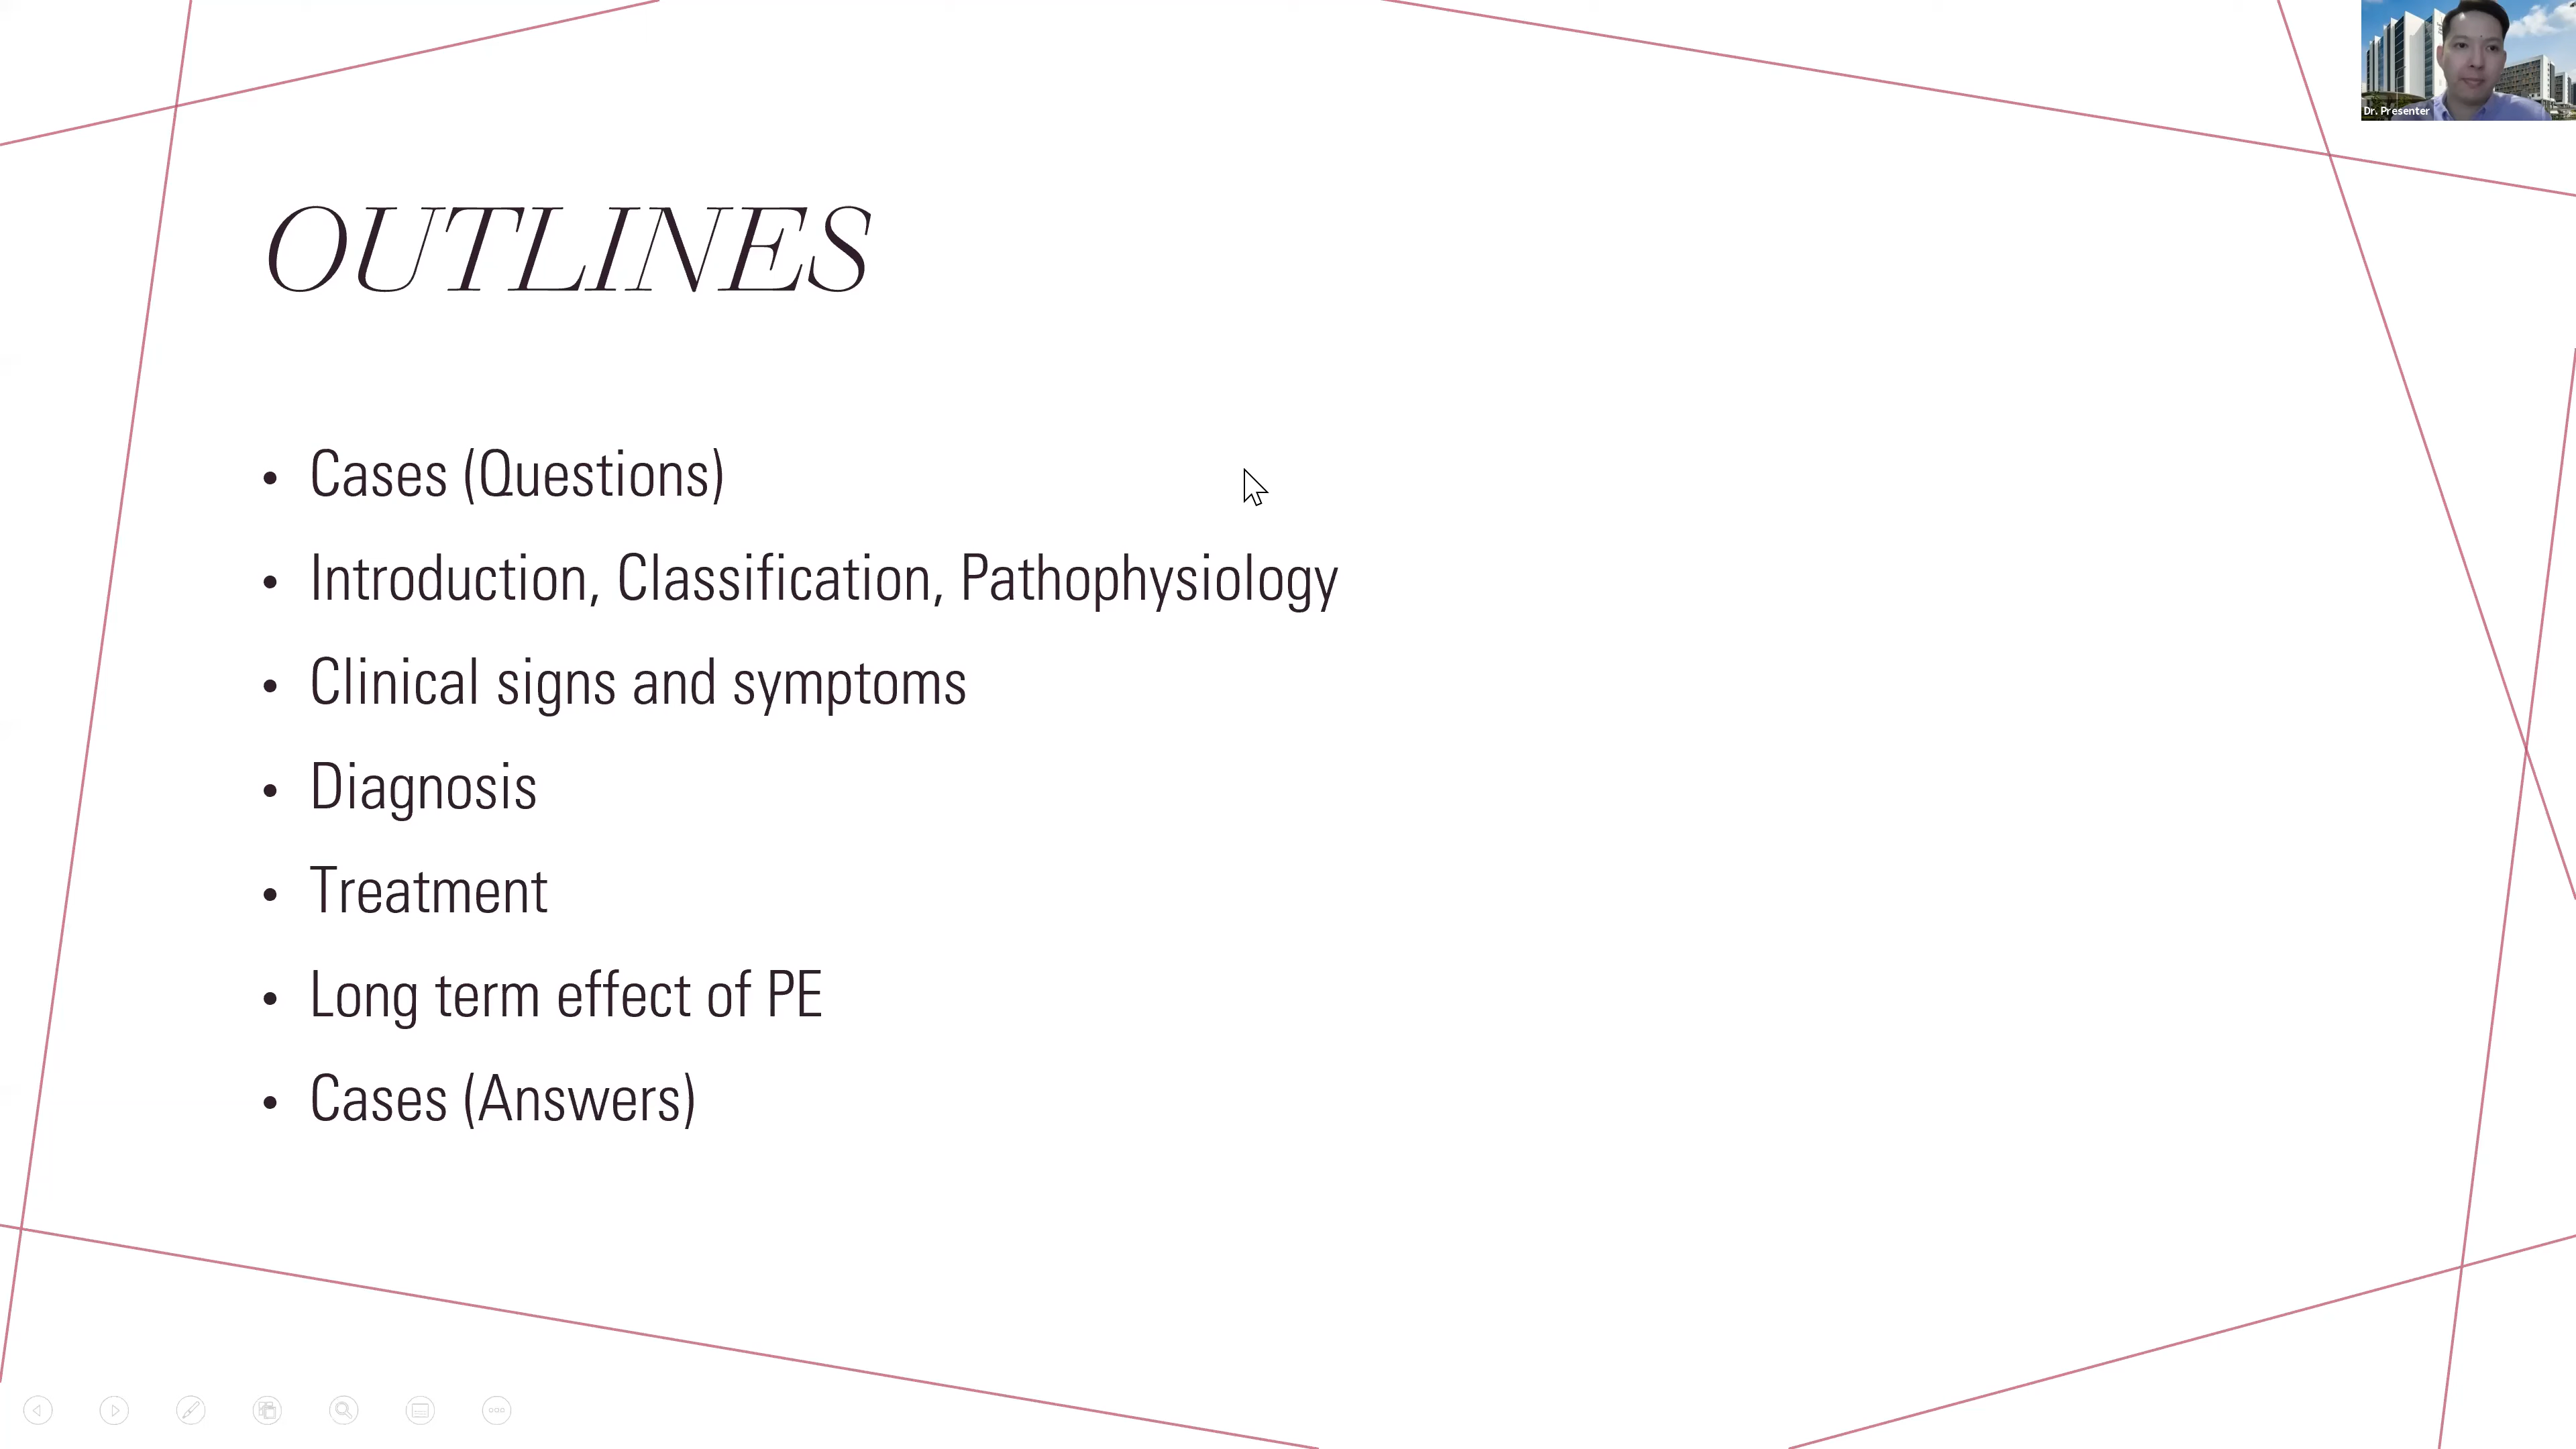 Dr. Presenter
OUTLINES
• Cases (Questions)
• Introduction, Classification, Pathophysiology
• Clinical signs and symptoms
• Diagnosis
• Treatment
• Long term effect of PE
• Cases (Answers)